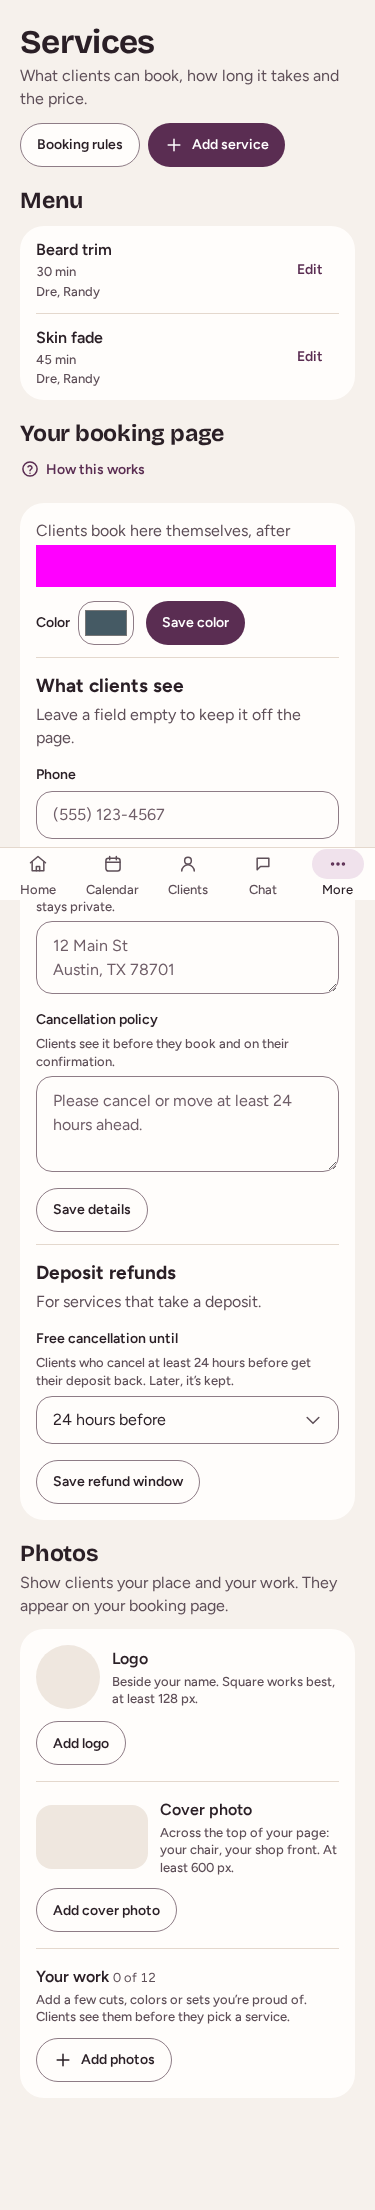 Services
What clients can book, how long it takes and
the price.
Booking rules
Add service
Menu
Beard trim
30 min
Dre, Randy
Edit
Skin fade
45 min
Dre, Randy
Edit
Your booking page
How this works
Clients book here themselves, after
Color
Save color
What clients see
Leave a field empty to keep it off the
page.
Phone
(555) 123-4567
Home
Calendar
Clients
Chat
More
stays private.
12 Main St
Austin, TX 78701
Cancellation policy
Clients see it before they book and on their
confirmation.
Please cancel or move at least 24
hours ahead.
Save details
Deposit refunds
For services that take a deposit.
Free cancellation until
Clients who cancel at least 24 hours before get
their deposit back. Later, it’s kept.
24 hours before
Save refund window
Photos
Show clients your place and your work. They
appear on your booking page.
Logo
Beside your name. Square works best,
at least 128 px.
Add logo
Cover photo
Across the top of your page:
your chair, your shop front. At
least 600 px.
Add cover photo
Your work 0 of 12
Add a few cuts, colors or sets you’re proud of.
Clients see them before they pick a service.
Add photos